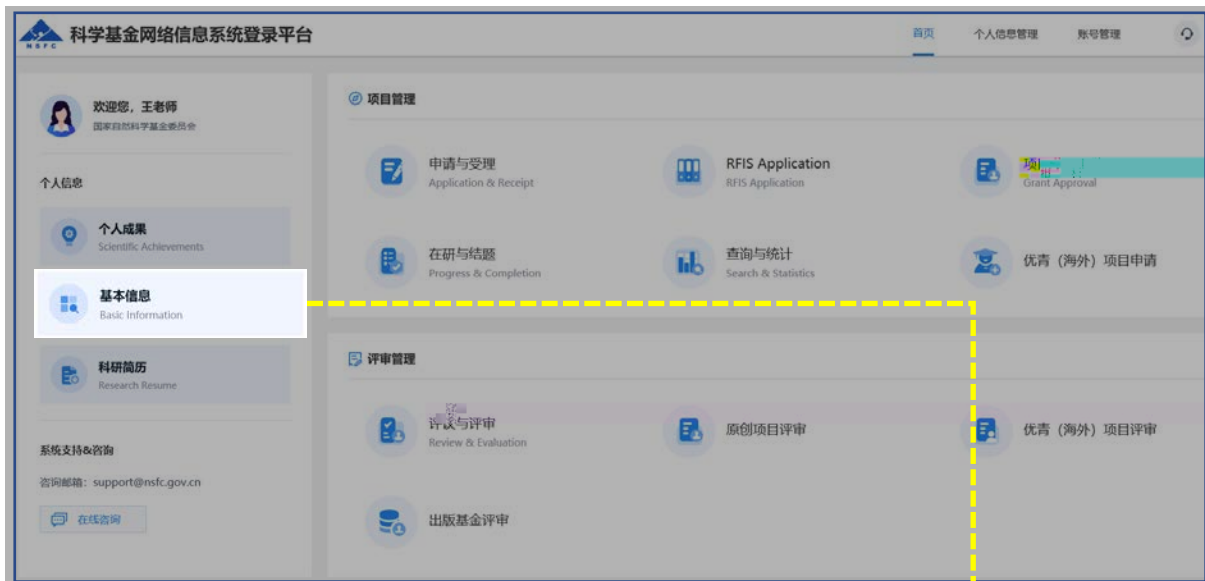 NSFC
科学基金网络信息系统登录平台
首页
个人信息管理
账号管理
欢迎您，王老师
国家自然科学基金委员会
个人信息
个人成果
Scientific Achievements
基本信息
Basic Information
科研简历
Research Resume
系统支持&咨询
咨询邮箱：support@nsfc.gov.cn
在线咨询
项目管理
申请与受理
Application & Receipt
RFIS Application
RFIS Application
Grant Approval
在研与结题
Progress & Completion
查询与统计
Search & Statistics
优青（海外）项目申请
评审管理
评议与评审
Review & Evaluation
原创项目评审
优青（海外）项目评审
出版基金评审